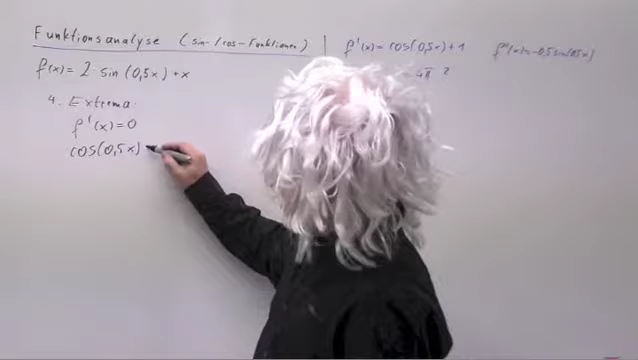 Funktionsanalyse (sin-/cos-Funktionen)
f'(x) = cos(0,5x) + 1
f''(x) = -0,5 sin(0,5x)
f(x) = 2 · sin(0,5x) + x
4π ?
4. Extrema:
f'(x) = 0
cos(0,5x)